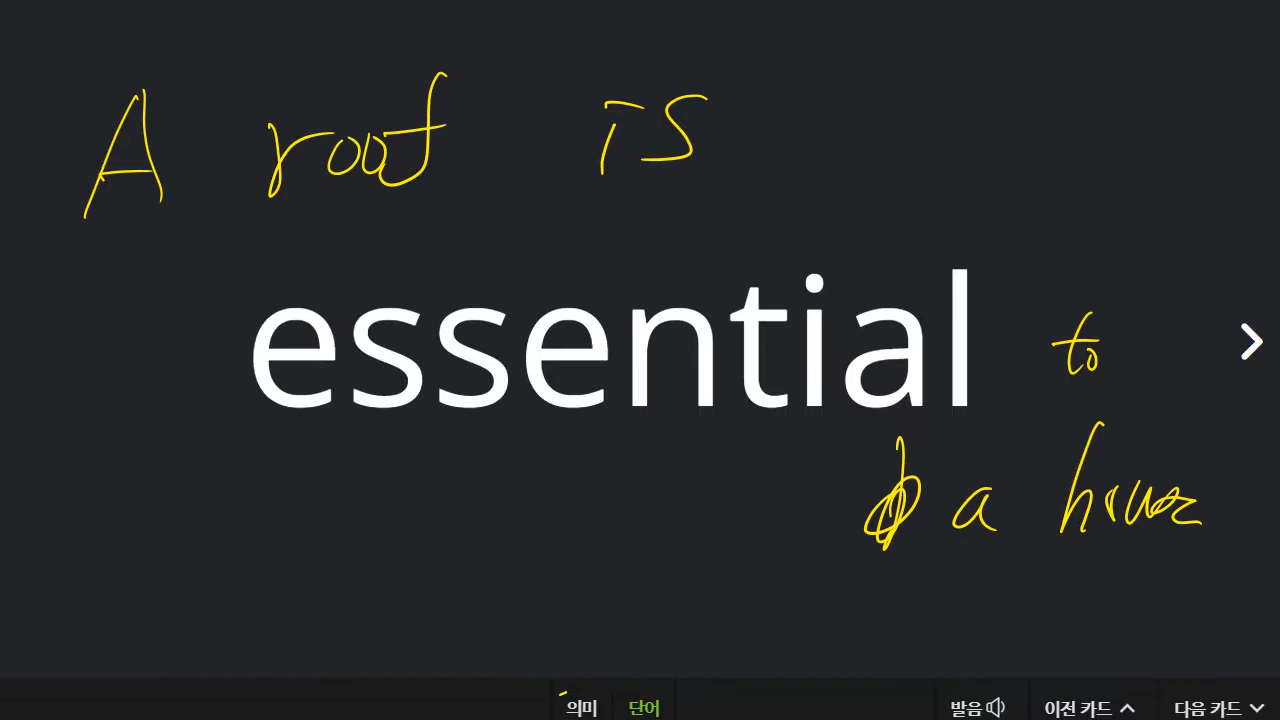 A roof is
essential to
a house
의미 단어 발음 이전 카드 다음 카드